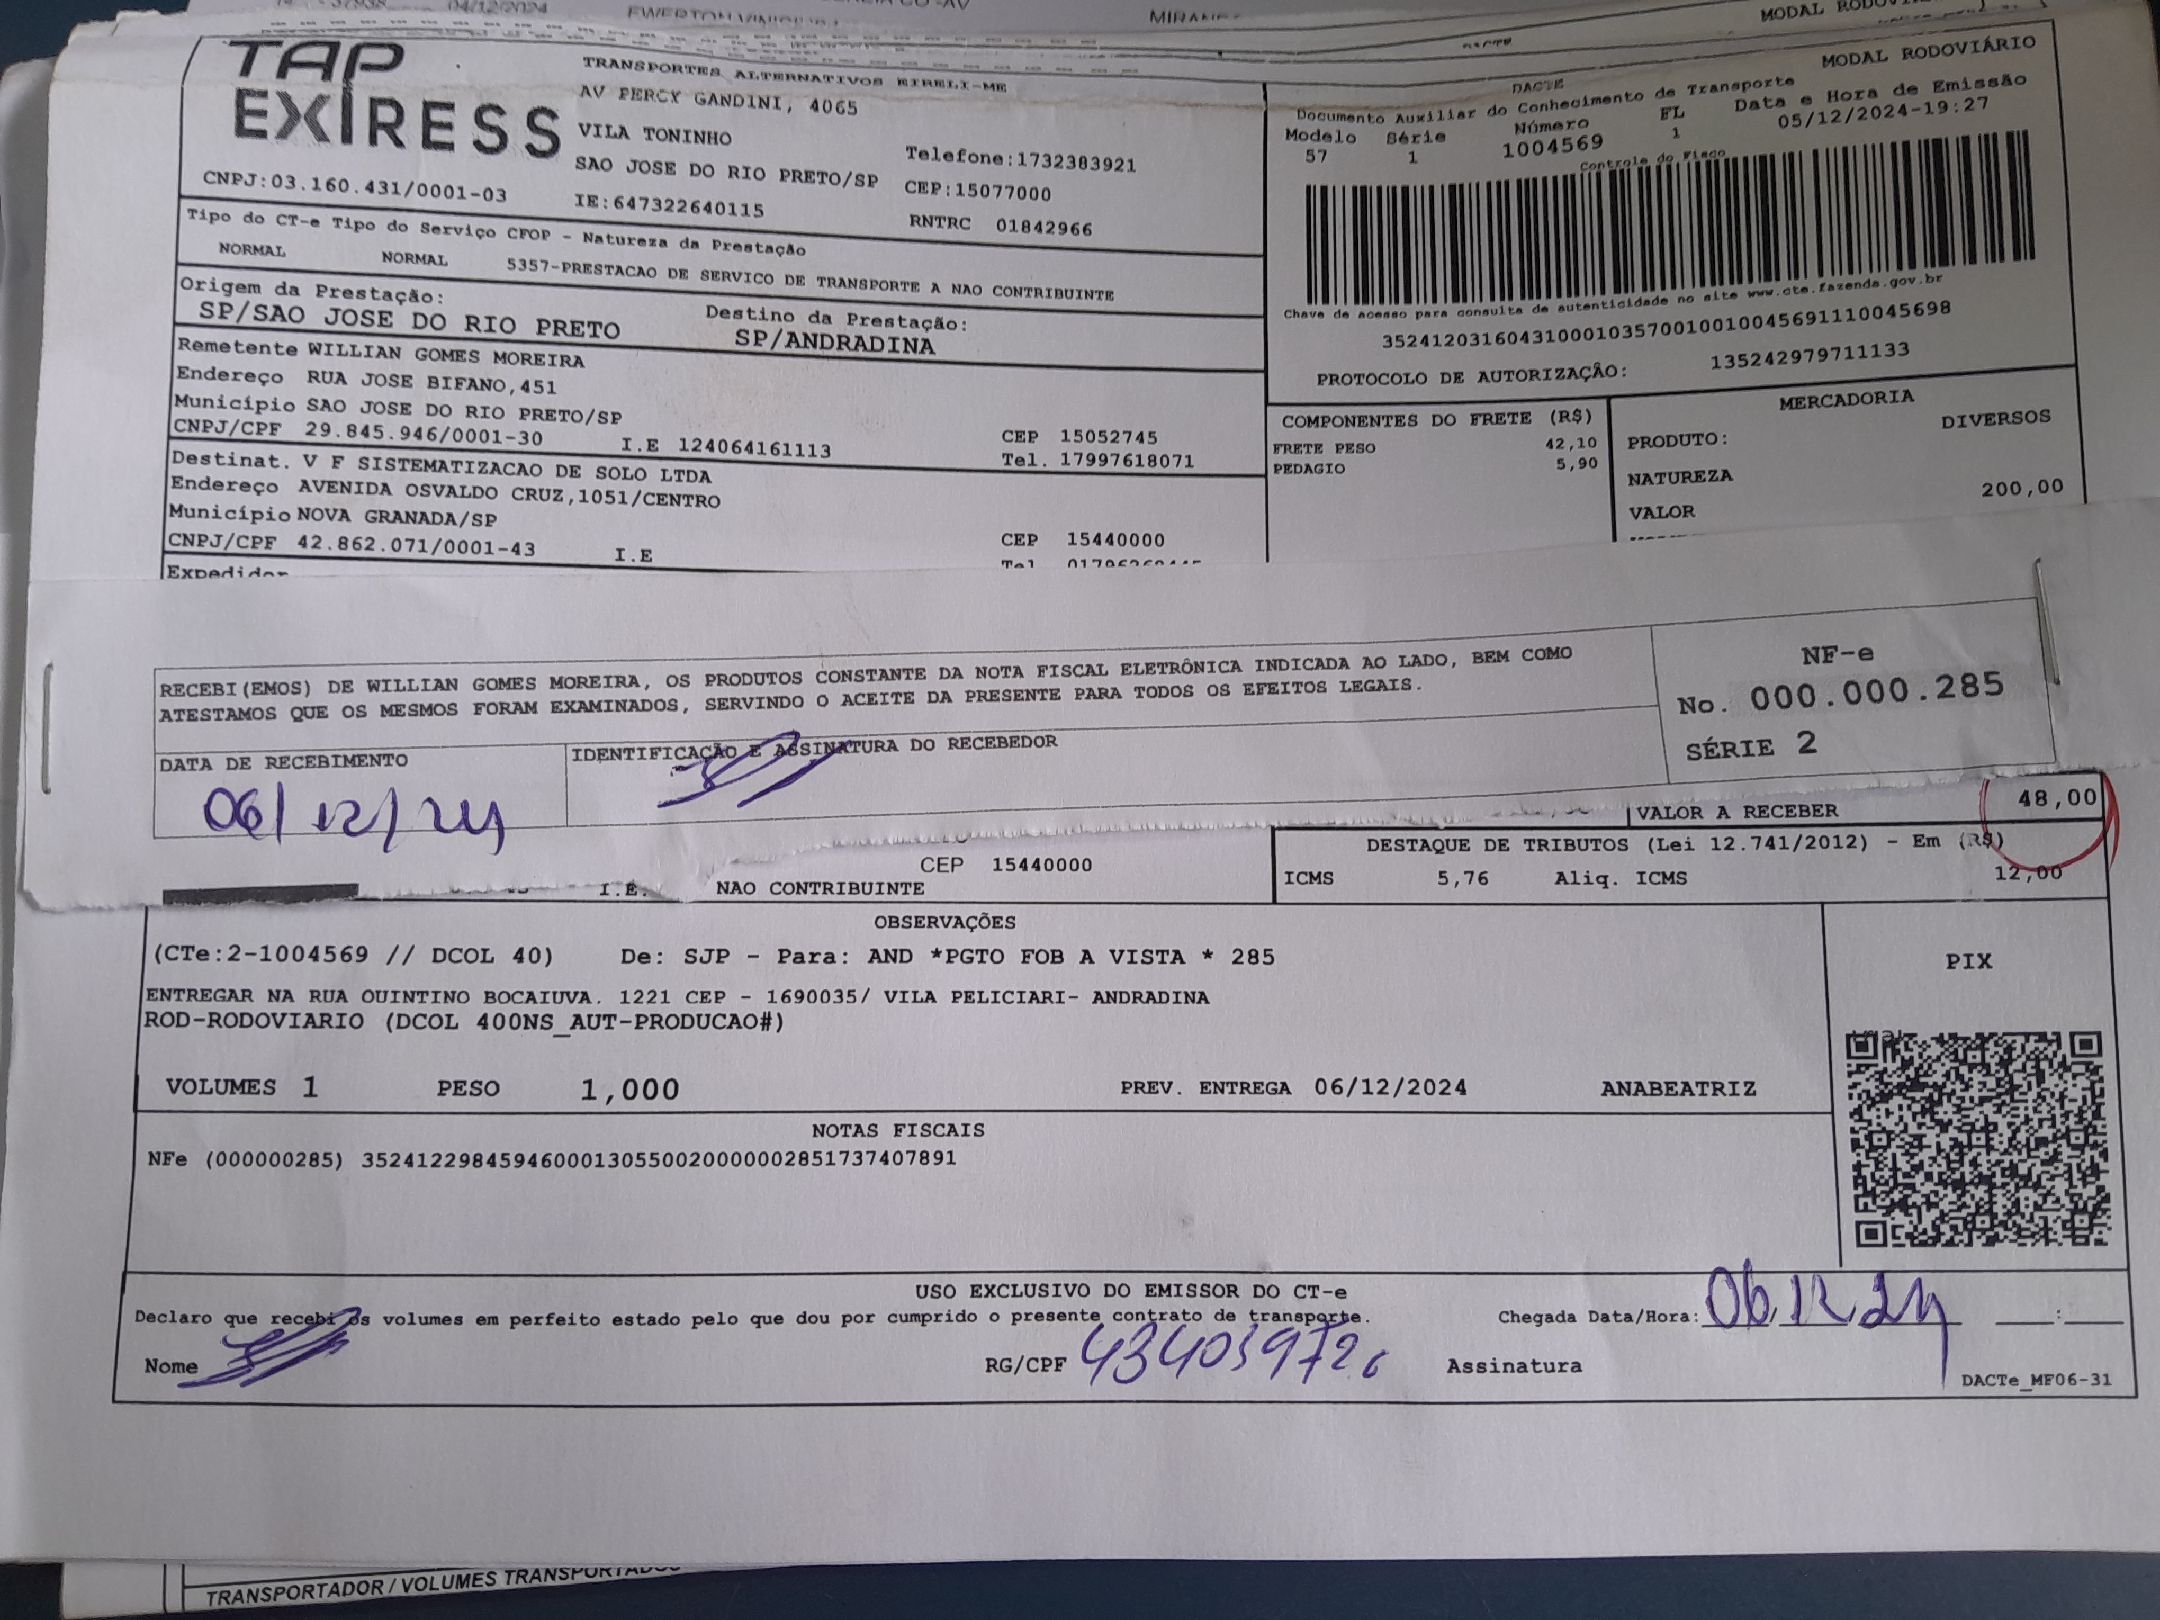 04/12/2024
MODAL RODOVIÁRIO
TAP
EXPRESS
TRANSPORTES ALTERNATIVOS EIRELI-ME
AV PERCY GANDINI, 4065
VILA TONINHO
SAO JOSE DO RIO PRETO/SP
IE:647322640115
Telefone:1732383921
CEP:15077000
RNTRC 01842966
CNPJ:03.160.431/0001-03
DACTE
Documento Auxiliar do Conhecimento de Transporte
Modelo Série Número FL Data e Hora de Emissão
57 1 1004569 1 05/12/2024-19:27
Controle do Fisco
Chave de acesso para consulta de autenticidade no site www.cte.fazenda.gov.br
35241203160431000103570010010045691110045698
PROTOCOLO DE AUTORIZAÇÃO: 135242979711133
Tipo do CT-e Tipo do Serviço CFOP - Natureza da Prestação
NORMAL NORMAL 5357-PRESTACAO DE SERVICO DE TRANSPORTE A NAO CONTRIBUINTE
Origem da Prestação: Destino da Prestação:
SP/SAO JOSE DO RIO PRETO SP/ANDRADINA
Remetente WILLIAN GOMES MOREIRA
Endereço RUA JOSE BIFANO,451
Município SAO JOSE DO RIO PRETO/SP CEP 15052745
CNPJ/CPF 29.845.946/0001-30 I.E 124064161113 Tel. 17997618071
Destinat. V F SISTEMATIZACAO DE SOLO LTDA
Endereço AVENIDA OSVALDO CRUZ,1051/CENTRO
Município NOVA GRANADA/SP CEP 15440000
CNPJ/CPF 42.862.071/0001-43 I.E Tel
Expedidor
COMPONENTES DO FRETE (R$)
FRETE PESO 42,10
PEDAGIO 5,90
MERCADORIA
PRODUTO: DIVERSOS
NATUREZA
VALOR 200,00
RECEBI(EMOS) DE WILLIAN GOMES MOREIRA, OS PRODUTOS CONSTANTE DA NOTA FISCAL ELETRÔNICA INDICADA AO LADO, BEM COMO
ATESTAMOS QUE OS MESMOS FORAM EXAMINADOS, SERVINDO O ACEITE DA PRESENTE PARA TODOS OS EFEITOS LEGAIS.
DATA DE RECEBIMENTO IDENTIFICAÇÃO E ASSINATURA DO RECEBEDOR
06/12/24
NF-e
No. 000.000.285
SÉRIE 2
VALOR A RECEBER 48,00
CEP 15440000
I.E. NAO CONTRIBUINTE
DESTAQUE DE TRIBUTOS (Lei 12.741/2012) - Em (R$)
ICMS 5,76 Aliq. ICMS 12,00
OBSERVAÇÕES
(CTe:2-1004569 // DCOL 40) De: SJP - Para: AND *PGTO FOB A VISTA * 285
ENTREGAR NA RUA QUINTINO BOCAIUVA. 1221 CEP - 1690035/ VILA PELICIARI- ANDRADINA
ROD-RODOVIARIO (DCOL 400NS_AUT-PRODUCAO#)
VOLUMES 1 PESO 1,000 PREV. ENTREGA 06/12/2024 ANABEATRIZ
PIX
NOTAS FISCAIS
NFe (000000285) 35241229845946000130550020000002851737407891
USO EXCLUSIVO DO EMISSOR DO CT-e
Declaro que recebi os volumes em perfeito estado pelo que dou por cumprido o presente contrato de transporte. Chegada Data/Hora: 06 12 24 :
Nome RG/CPF 434039726 Assinatura
DACTe_MF06-31
TRANSPORTADOR / VOLUMES TRANSPORTADOS